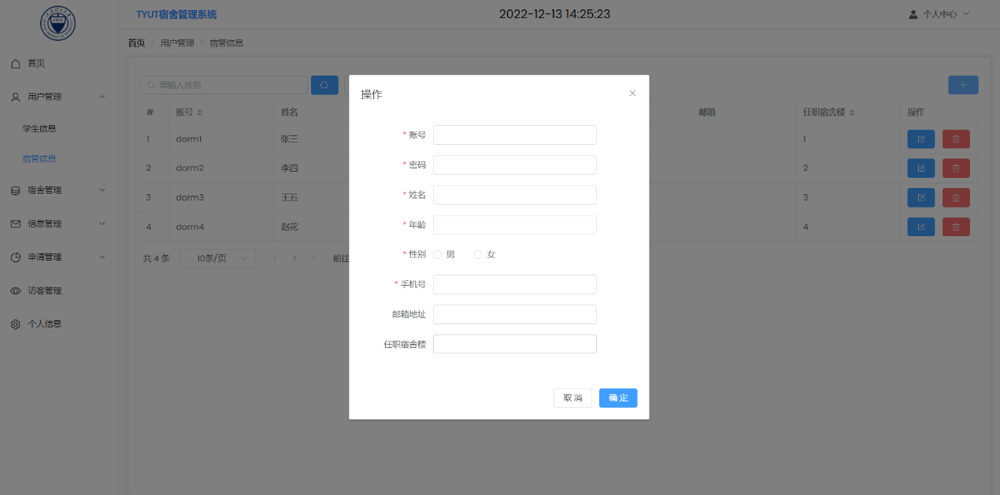 TYUT宿舍管理系统
2022-12-13 14:25:23
个人中心
首页
用户管理
学生信息
宿管信息
宿舍管理
信息管理
申请管理
访客管理
个人信息
首页 用户管理 宿管信息
请输入姓名
# 账号 姓名 邮箱 任职宿舍楼 操作
1 dorm1 张三 1
2 dorm2 李四 2
3 dorm3 王五 3
4 dorm4 赵花 4
共 4 条 10条/页 1 前往
操作
* 账号
* 密码
* 姓名
* 年龄
* 性别 男 女
* 手机号
邮箱地址
任职宿舍楼
取消 确定